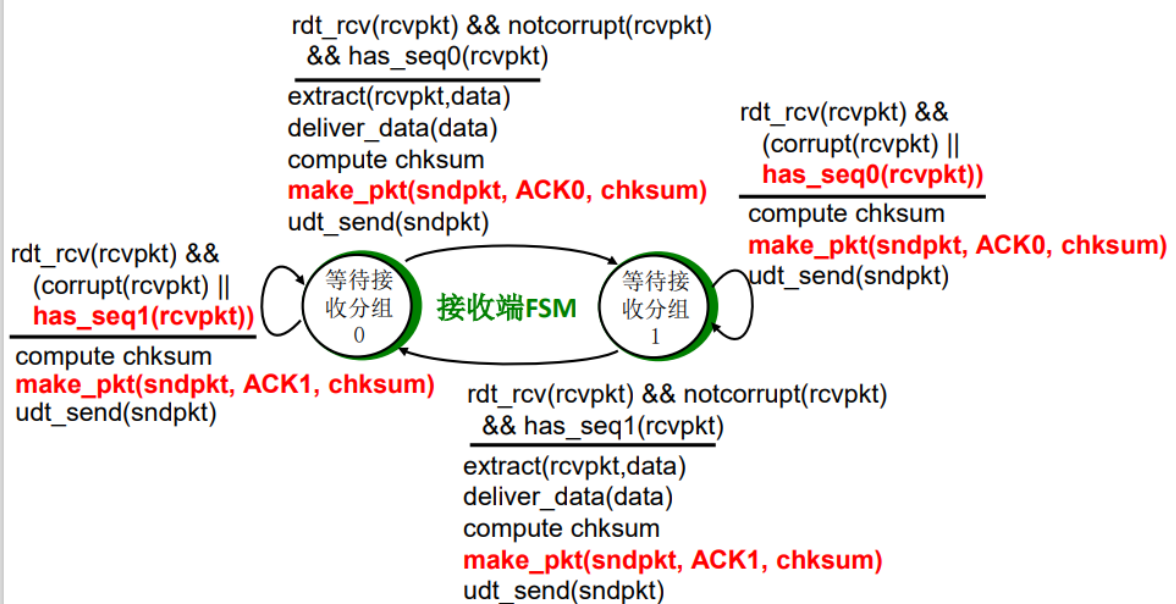 rdt_rcv(rcvpkt) && notcorrupt(rcvpkt)
&& has_seq0(rcvpkt)
extract(rcvpkt,data)
deliver_data(data)
compute chksum
make_pkt(sndpkt, ACK0, chksum)
udt_send(sndpkt)
rdt_rcv(rcvpkt) &&
(corrupt(rcvpkt) ||
has_seq0(rcvpkt))
compute chksum
make_pkt(sndpkt, ACK0, chksum)
udt_send(sndpkt)
rdt_rcv(rcvpkt) &&
(corrupt(rcvpkt) ||
has_seq1(rcvpkt))
compute chksum
make_pkt(sndpkt, ACK1, chksum)
udt_send(sndpkt)
等待接
收分组
0
接收端FSM
等待接
收分组
1
rdt_rcv(rcvpkt) && notcorrupt(rcvpkt)
&& has_seq1(rcvpkt)
extract(rcvpkt,data)
deliver_data(data)
compute chksum
make_pkt(sndpkt, ACK1, chksum)
udt_send(sndpkt)